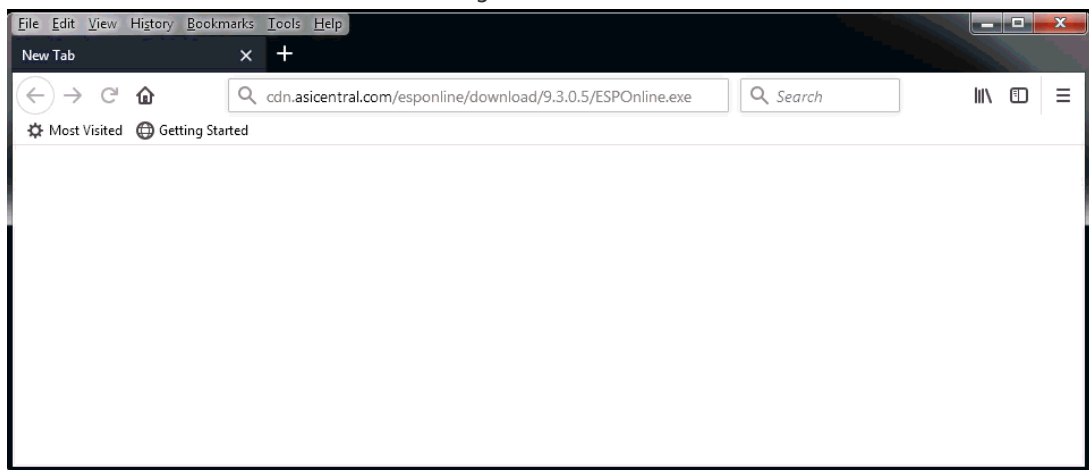 File Edit View History Bookmarks Tools Help
New Tab
cdn.asicentral.com/esponline/download/9.3.0.5/ESPOnline.exe Search
Most Visited Getting Started